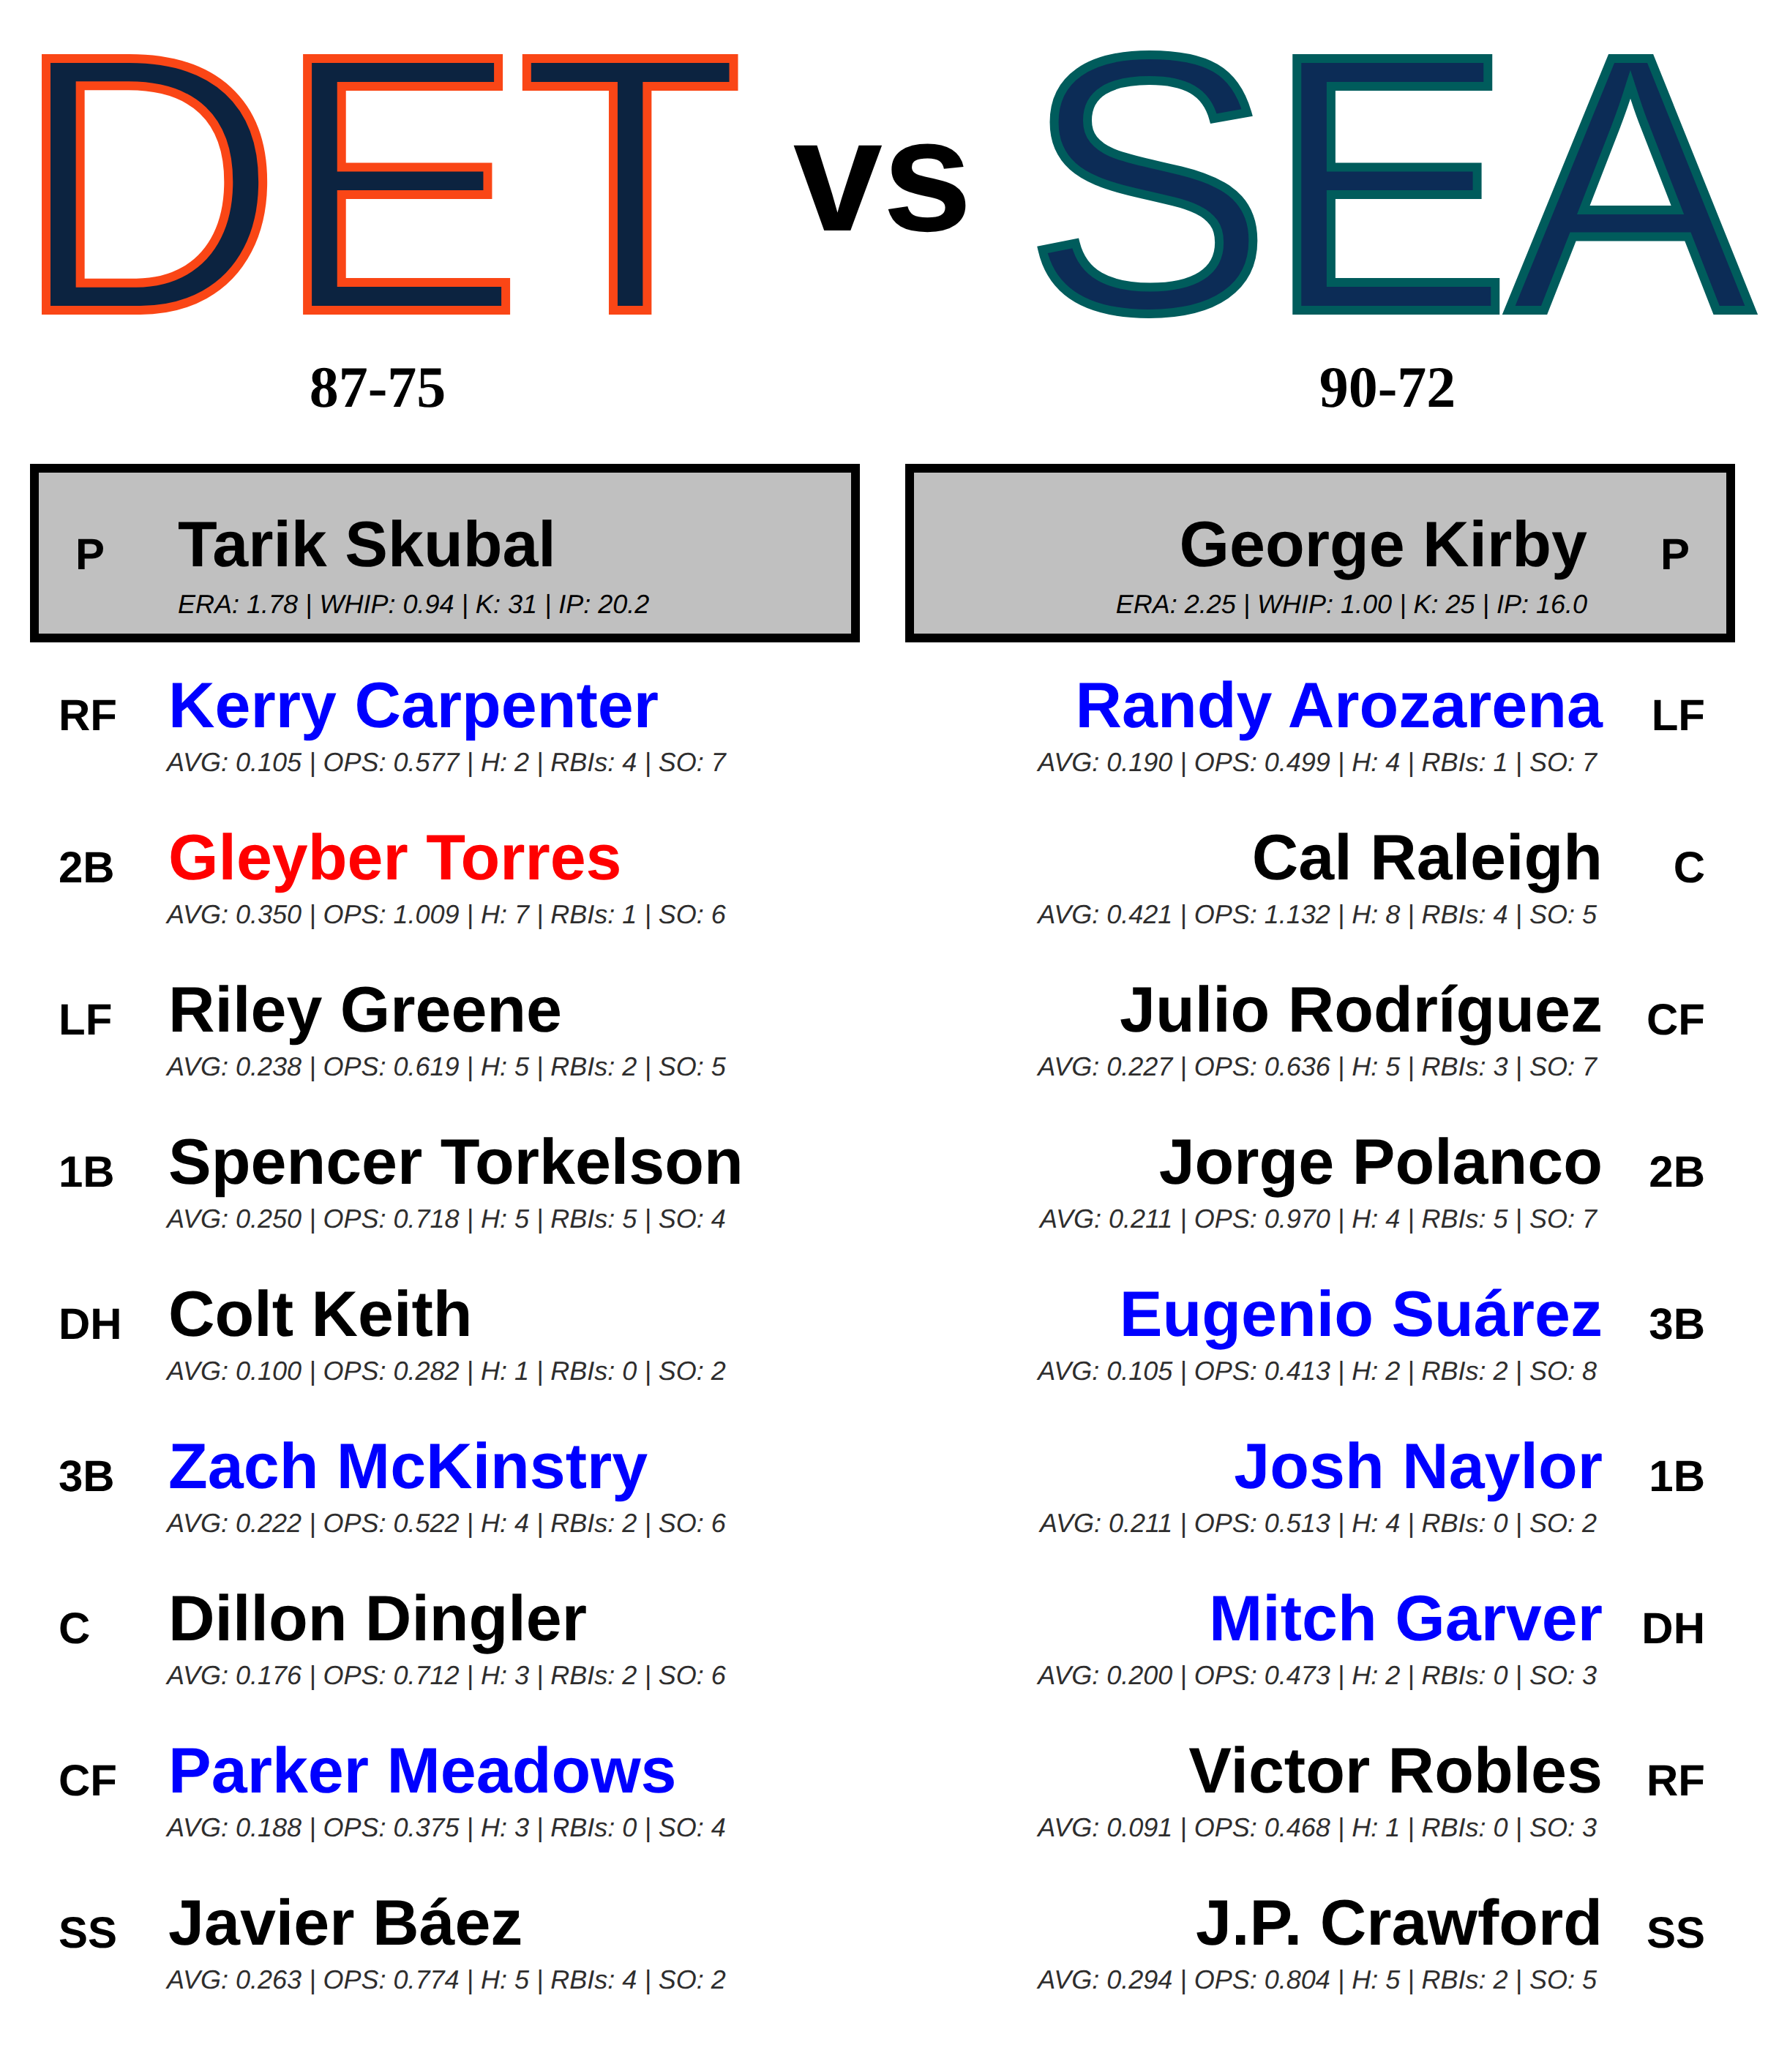 DET vs SEA
87-75
90-72
P Tarik Skubal
ERA: 1.78 | WHIP: 0.94 | K: 31 | IP: 20.2
George Kirby P
ERA: 2.25 | WHIP: 1.00 | K: 25 | IP: 16.0
RF Kerry Carpenter
AVG: 0.105 | OPS: 0.577 | H: 2 | RBIs: 4 | SO: 7
2B Gleyber Torres
AVG: 0.350 | OPS: 1.009 | H: 7 | RBIs: 1 | SO: 6
LF Riley Greene
AVG: 0.238 | OPS: 0.619 | H: 5 | RBIs: 2 | SO: 5
1B Spencer Torkelson
AVG: 0.250 | OPS: 0.718 | H: 5 | RBIs: 5 | SO: 4
DH Colt Keith
AVG: 0.100 | OPS: 0.282 | H: 1 | RBIs: 0 | SO: 2
3B Zach McKinstry
AVG: 0.222 | OPS: 0.522 | H: 4 | RBIs: 2 | SO: 6
C Dillon Dingler
AVG: 0.176 | OPS: 0.712 | H: 3 | RBIs: 2 | SO: 6
CF Parker Meadows
AVG: 0.188 | OPS: 0.375 | H: 3 | RBIs: 0 | SO: 4
SS Javier Báez
AVG: 0.263 | OPS: 0.774 | H: 5 | RBIs: 4 | SO: 2
Randy Arozarena LF
AVG: 0.190 | OPS: 0.499 | H: 4 | RBIs: 1 | SO: 7
Cal Raleigh C
AVG: 0.421 | OPS: 1.132 | H: 8 | RBIs: 4 | SO: 5
Julio Rodríguez CF
AVG: 0.227 | OPS: 0.636 | H: 5 | RBIs: 3 | SO: 7
Jorge Polanco 2B
AVG: 0.211 | OPS: 0.970 | H: 4 | RBIs: 5 | SO: 7
Eugenio Suárez 3B
AVG: 0.105 | OPS: 0.413 | H: 2 | RBIs: 2 | SO: 8
Josh Naylor 1B
AVG: 0.211 | OPS: 0.513 | H: 4 | RBIs: 0 | SO: 2
Mitch Garver DH
AVG: 0.200 | OPS: 0.473 | H: 2 | RBIs: 0 | SO: 3
Victor Robles RF
AVG: 0.091 | OPS: 0.468 | H: 1 | RBIs: 0 | SO: 3
J.P. Crawford SS
AVG: 0.294 | OPS: 0.804 | H: 5 | RBIs: 2 | SO: 5